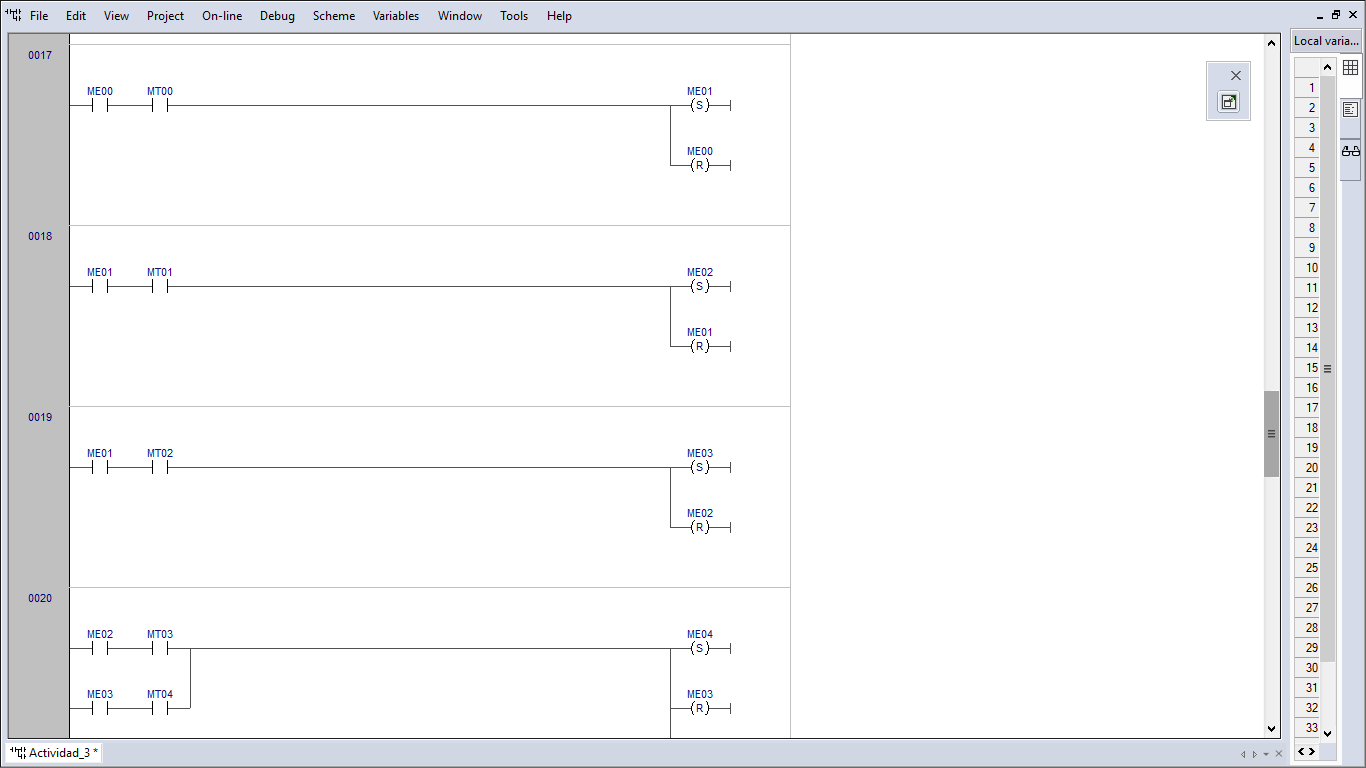 File Edit View Project On-line Debug Scheme Variables Window Tools Help
Local varia...
0017
ME00 MT00 ME01
S
ME00
R
0018
ME01 MT01 ME02
S
ME01
R
0019
ME01 MT02 ME03
S
ME02
R
0020
ME02 MT03 ME04
S
ME03 MT04 ME03
R
1
2
3
4
5
6
7
8
9
10
11
12
13
14
15
16
17
18
19
20
21
22
23
24
25
26
27
28
29
30
31
32
33
Actividad_3 *